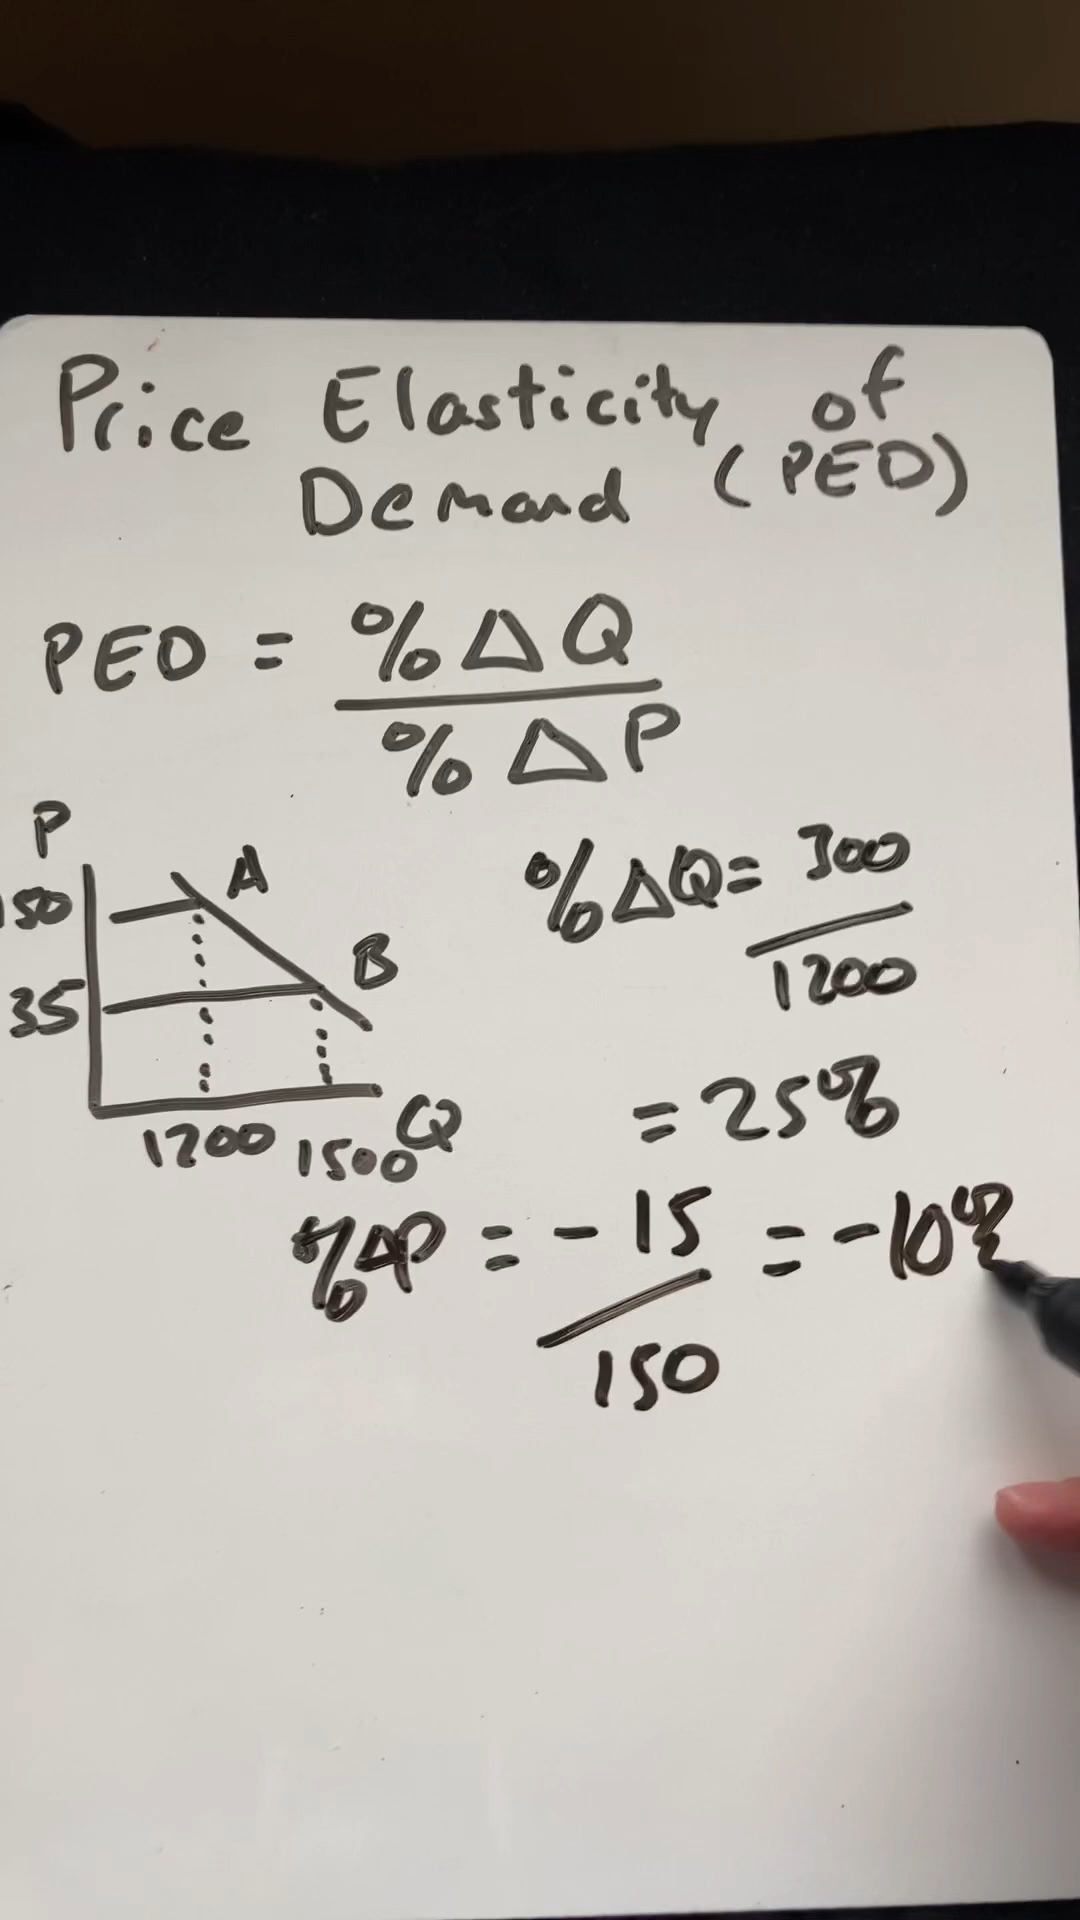 Price Elasticity of
Demand (PED)
PED = %ΔQ
%ΔP
P
A
50
B
35
1200 1500 Q
%ΔQ= 300
1200
= 25%
%ΔP = -15 = -10%
150